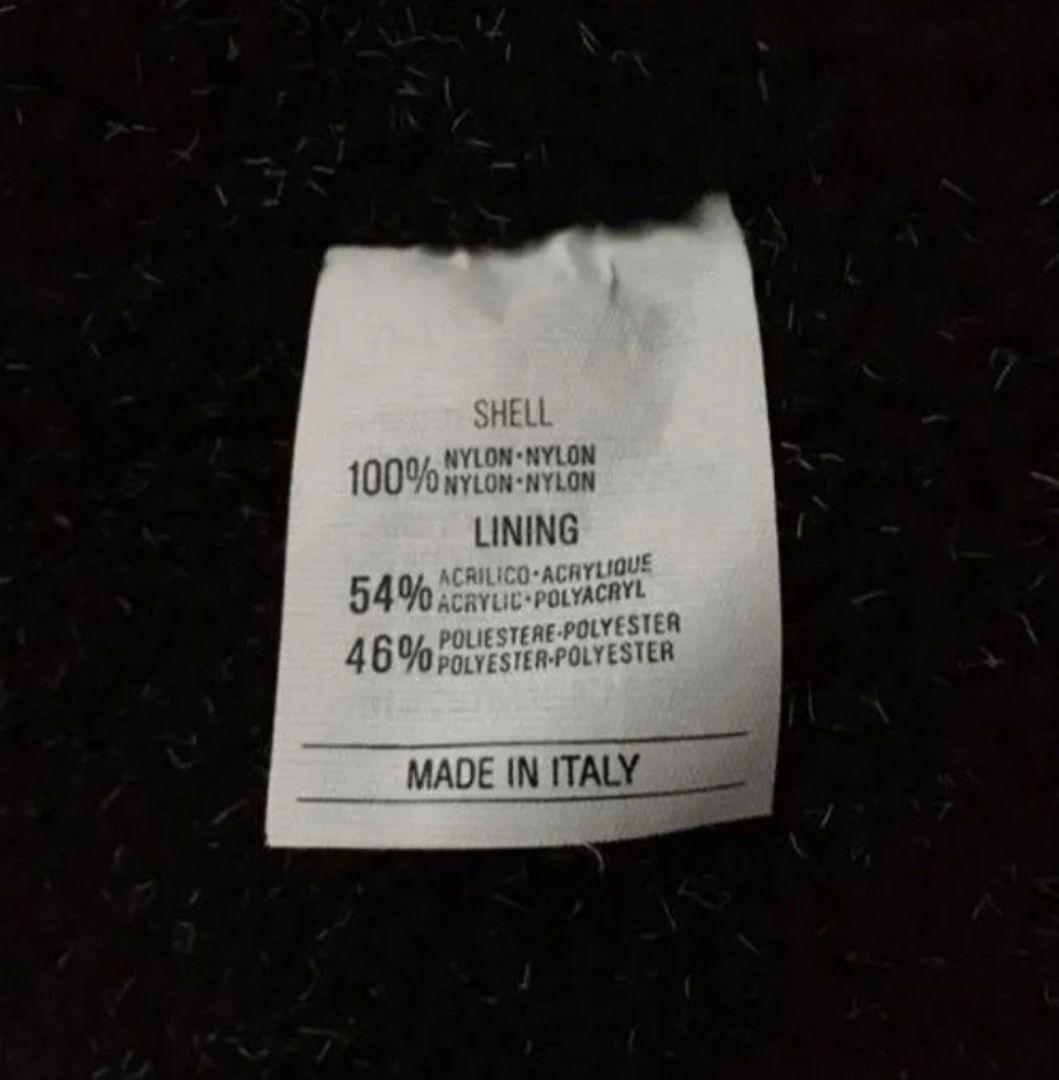 SHELL
100% NYLON·NYLON
NYLON·NYLON
LINING
54% ACRILICO·ACRYLIQUE
ACRYLIC·POLYACRYL
46% POLIESTERE·POLYESTER
POLYESTER·POLYESTER
MADE IN ITALY